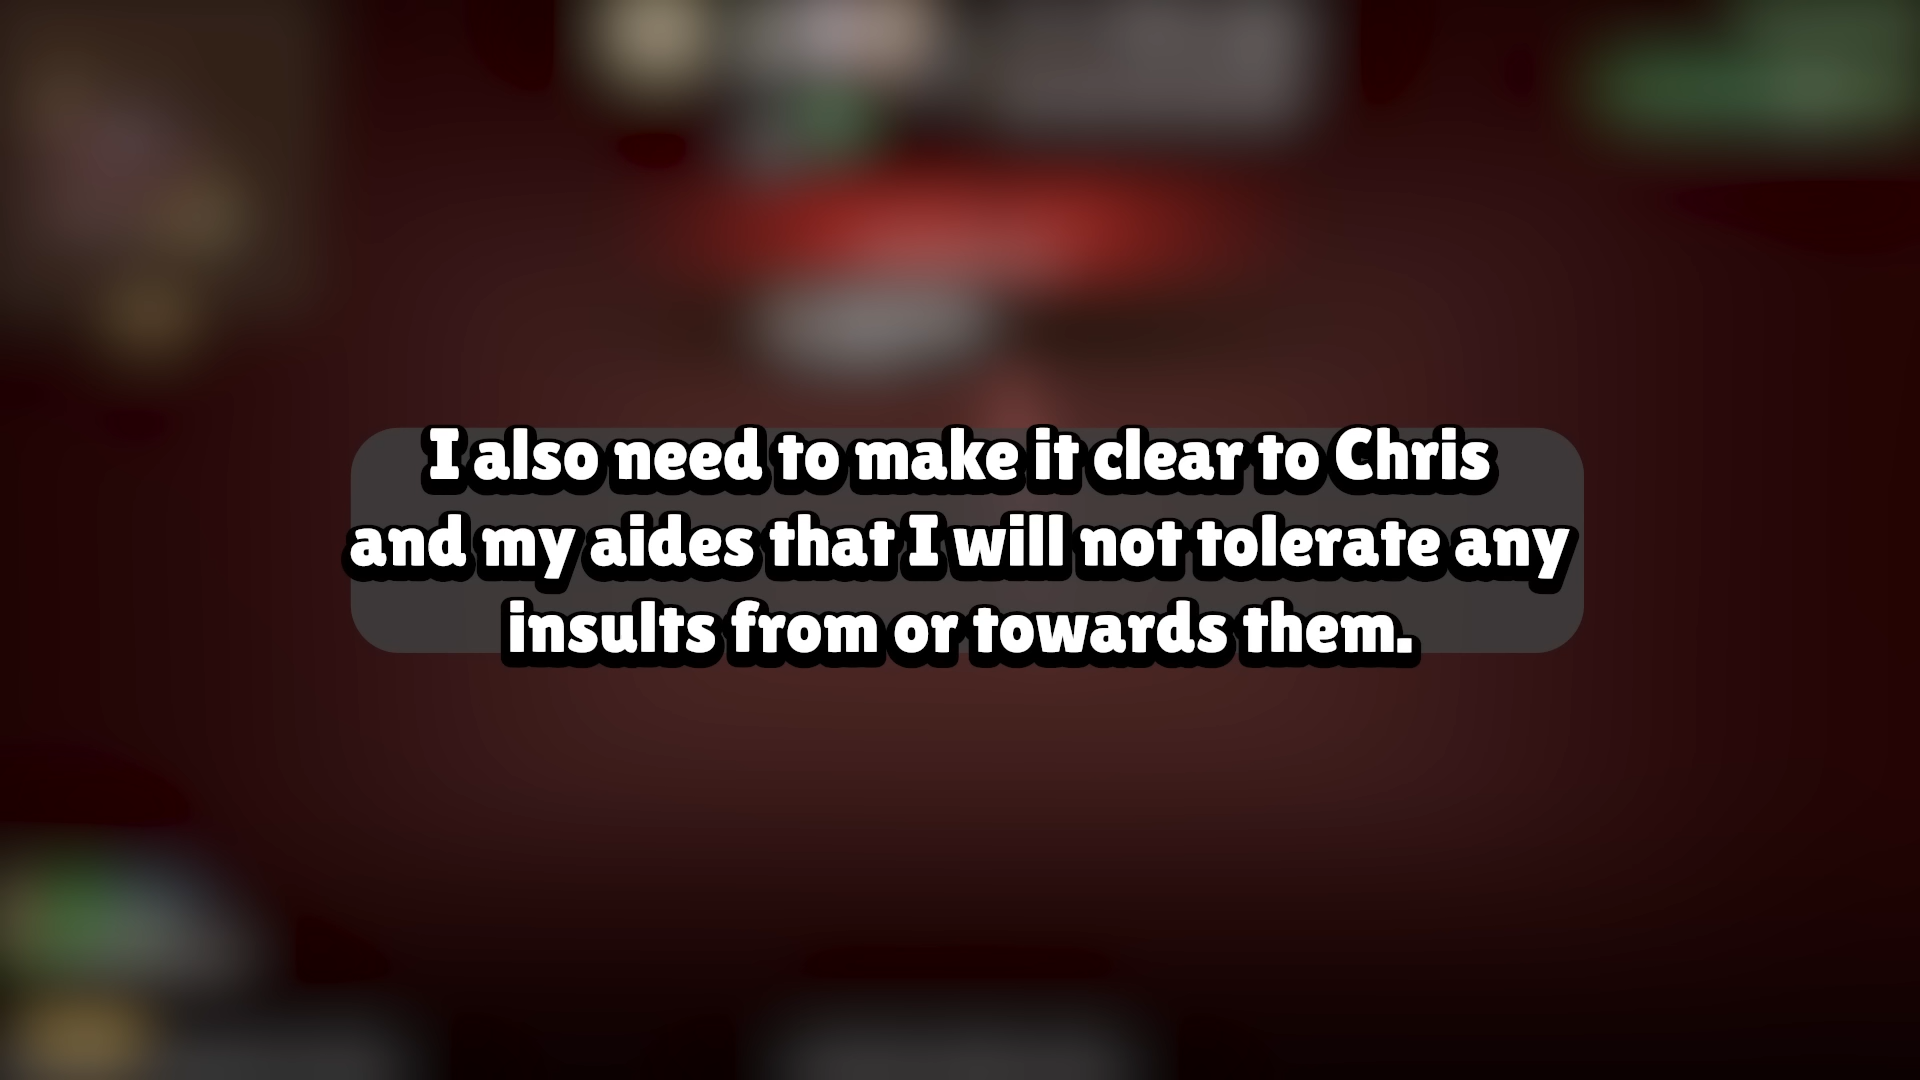 I also need to make it clear to Chris
and my aides that I will not tolerate any
insults from or towards them.